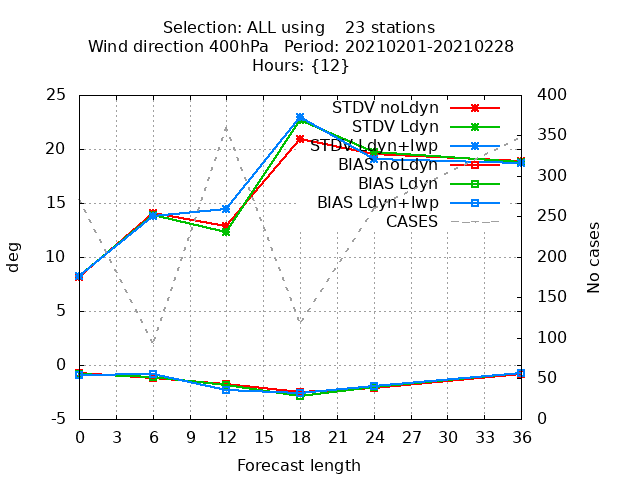 Selection: ALL using    23 stations
Wind direction 400hPa   Period: 20210201-20210228
Hours: {12}
25
20
15
10
5
0
-5
deg
400
350
300
250
200
150
100
50
0
No cases
STDV noLdyn
STDV Ldyn
STDV Ldyn+lwp
BIAS noLdyn
BIAS Ldyn
BIAS Ldyn+lwp
CASES
0 3 6 9 12 15 18 21 24 27 30 33 36
Forecast length